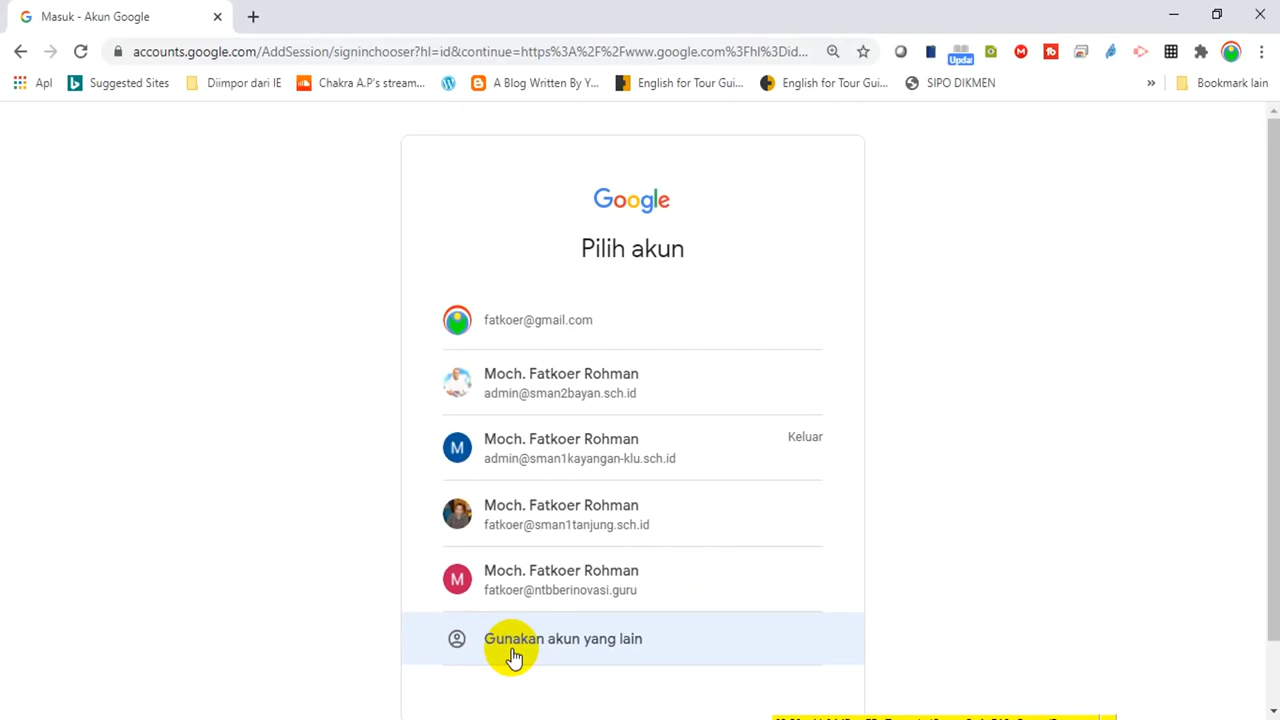 Masuk - Akun Google
accounts.google.com/AddSession/signinchooser?hl=id&continue=https%3A%2F%2Fwww.google.com%3Fhl%3Did...
Upda
Apl
Suggested Sites
Diimpor dari IE
Chakra A.P's stream...
A Blog Written By Y...
English for Tour Gui...
English for Tour Gui...
SIPO DIKMEN
Bookmark lain
Google
Pilih akun
fatkoer@gmail.com
Moch. Fatkoer Rohman
admin@sman2bayan.sch.id
Moch. Fatkoer Rohman
Keluar
admin@sman1kayangan-klu.sch.id
Moch. Fatkoer Rohman
fatkoer@sman1tanjung.sch.id
M
Moch. Fatkoer Rohman
fatkoer@ntbberinovasi.guru
Gunakan akun yang lain